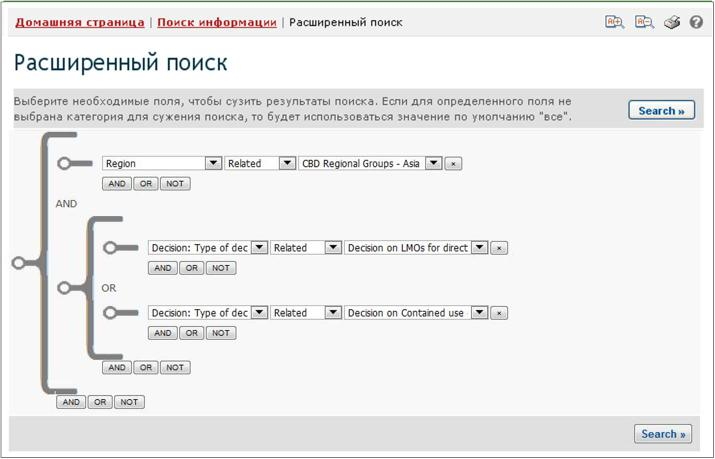 Домашняя страница | Поиск информации | Расширенный поиск
Расширенный поиск
Выберите необходимые поля, чтобы сузить результаты поиска. Если для определенного поля не
выбрана категория для сужения поиска, то будет использоваться значение по умолчанию "все".
Search »
Region Related CBD Regional Groups - Asia ×
AND OR NOT
AND
Decision: Type of dec Related Decision on LMOs for direct ×
AND OR NOT
OR
Decision: Type of dec Related Decision on Contained use ×
AND OR NOT
AND OR NOT
AND OR NOT
Search »